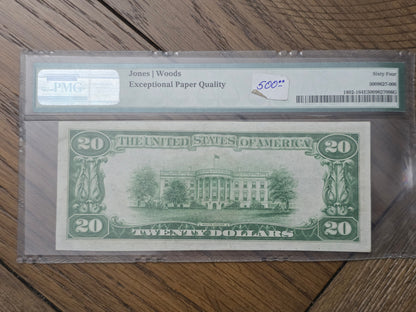 PMG
Jones | Woods
Exceptional Paper Quality
500⁰⁰
Sixty Four
20
THE UNITED STATES OF AMERICA
20
20
TWENTY DOLLARS
20